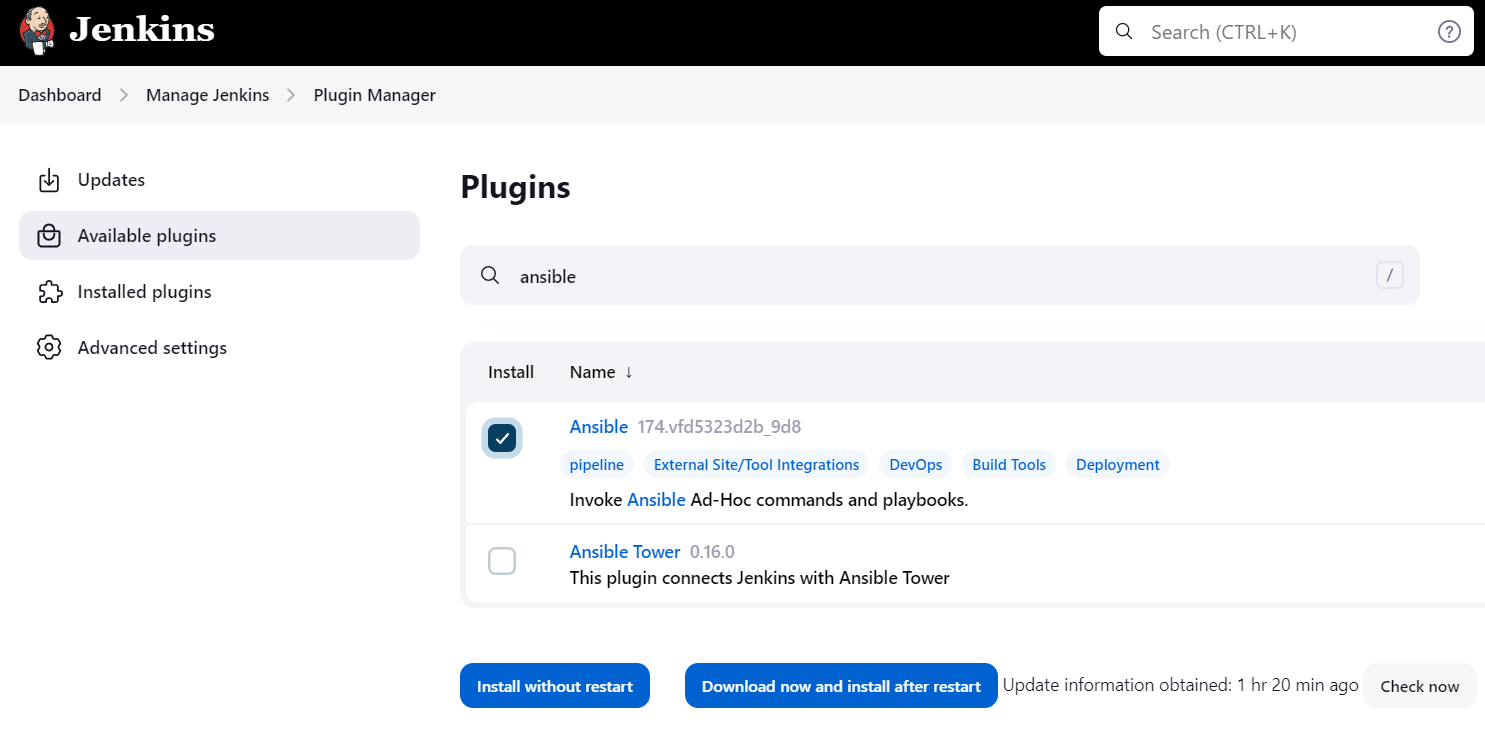 Jenkins
Search (CTRL+K)
?
Dashboard
Manage Jenkins
Plugin Manager
Updates
Available plugins
Installed plugins
Advanced settings
Plugins
ansible
/
Install
Name ↓
Ansible 174.vfd5323d2b_9d8
pipeline External Site/Tool Integrations DevOps Build Tools Deployment
Invoke Ansible Ad-Hoc commands and playbooks.
Ansible Tower 0.16.0
This plugin connects Jenkins with Ansible Tower
Install without restart
Download now and install after restart
Update information obtained: 1 hr 20 min ago
Check now